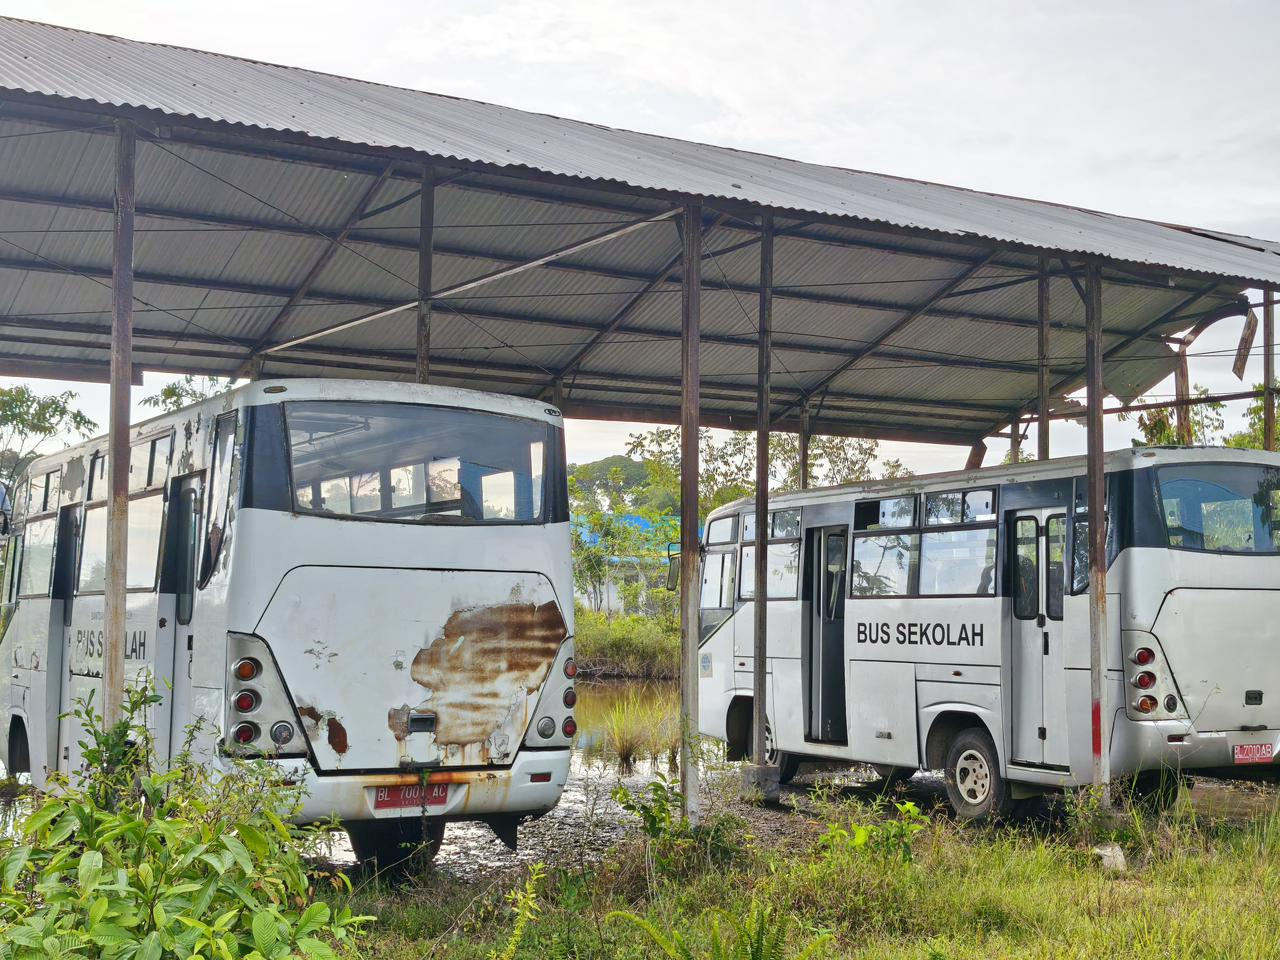 BUS SEKOLAH
BL 7001 AC
BUS SEKOLAH
BL 7010 AB